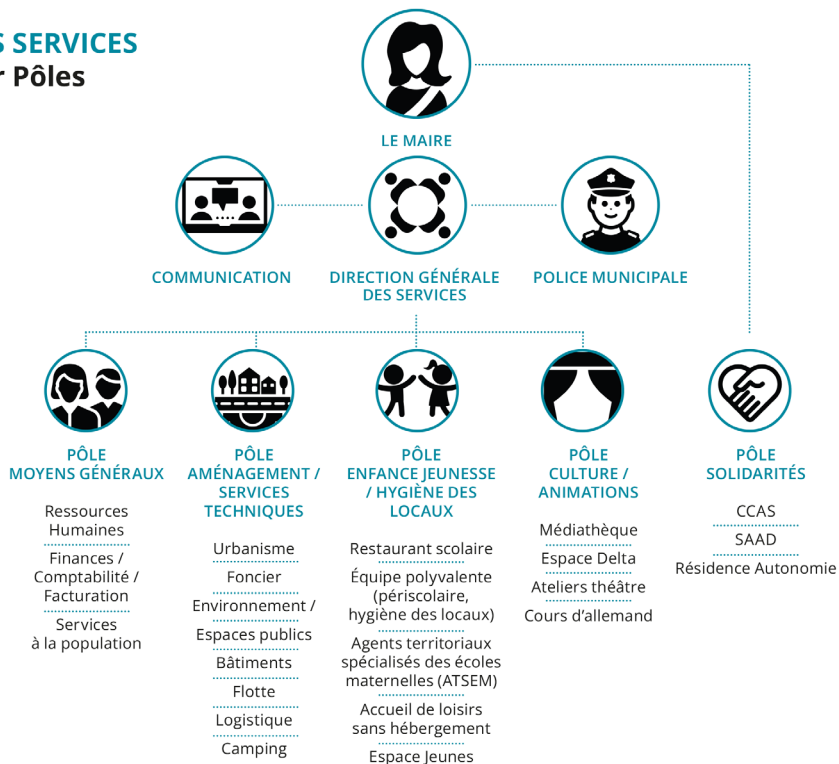 SERVICES
Pôles
LE MAIRE
COMMUNICATION
DIRECTION GÉNÉRALE
DES SERVICES
POLICE MUNICIPALE
PÔLE
MOYENS GÉNÉRAUX
Ressources
Humaines
Finances /
Comptabilité /
Facturation
Services
à la population
PÔLE
AMÉNAGEMENT /
SERVICES
TECHNIQUES
Urbanisme
Foncier
Environnement /
Espaces publics
Bâtiments
Flotte
Logistique
Camping
PÔLE
ENFANCE JEUNESSE
/ HYGIÈNE DES
LOCAUX
Restaurant scolaire
Équipe polyvalente
(périscolaire,
hygiène des locaux)
Agents territoriaux
spécialisés des écoles
maternelles (ATSEM)
Accueil de loisirs
sans hébergement
Espace Jeunes
PÔLE
CULTURE /
ANIMATIONS
Médiathèque
Espace Delta
Ateliers théâtre
Cours d'allemand
PÔLE
SOLIDARITÉS
CCAS
SAAD
Résidence Autonomie